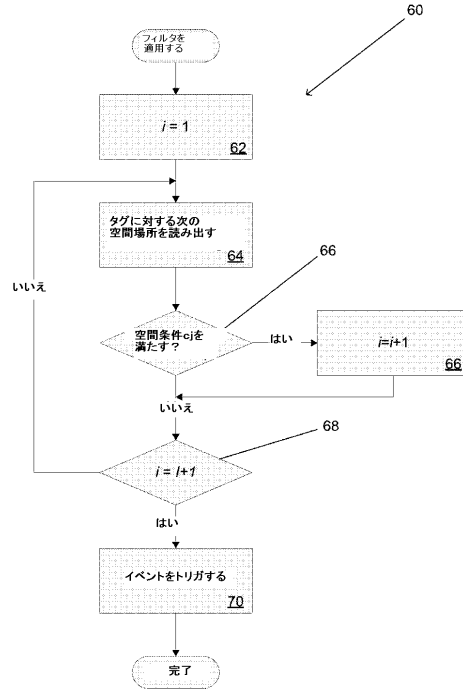 60
フィルタを
適用する
i = 1
62
タグに対する次の
空間場所を読み出す
64
66
いいえ
空間条件cjを
満たす？
はい
i=i+1
66
いいえ
68
i = l+1
はい
イベントをトリガする
70
完了